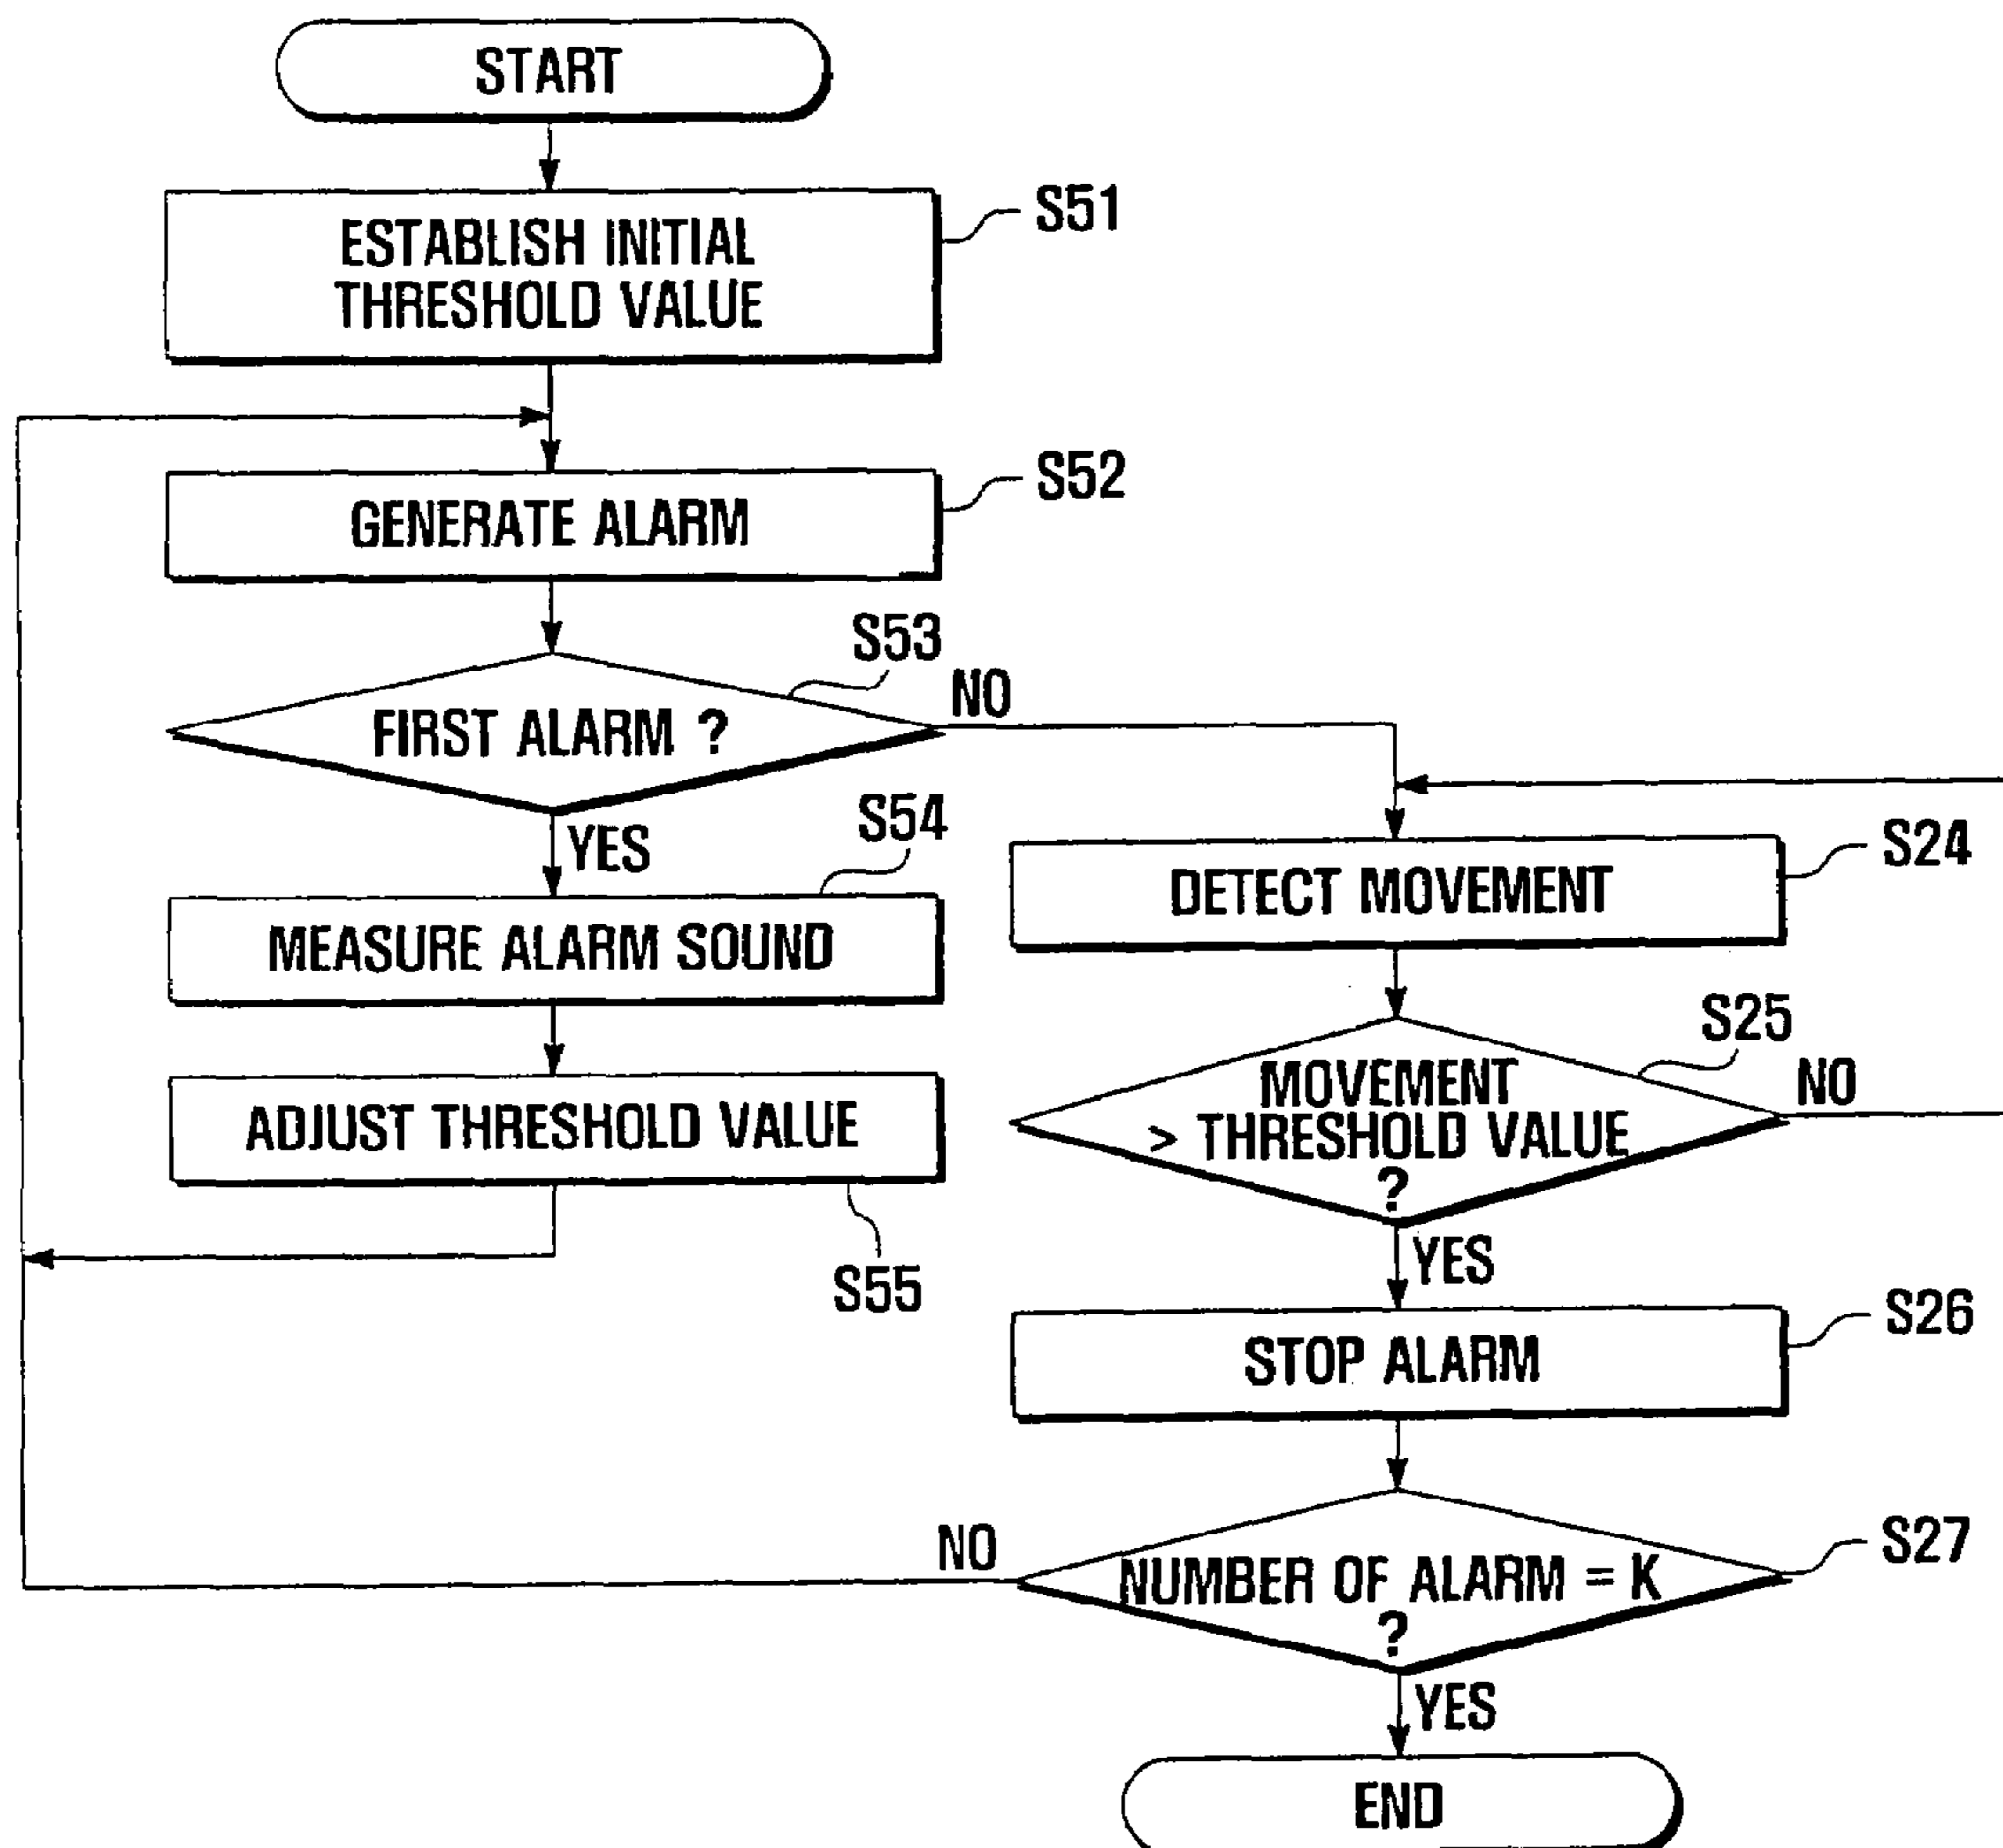 START
ESTABLISH INITIAL
THRESHOLD VALUE
S51
GENERATE ALARM
S52
FIRST ALARM ?
S53
NO
YES
MEASURE ALARM SOUND
S54
ADJUST THRESHOLD VALUE
S55
DETECT MOVEMENT
S24
MOVEMENT
> THRESHOLD VALUE
?
S25
NO
YES
STOP ALARM
S26
NUMBER OF ALARM = K
?
S27
NO
YES
END